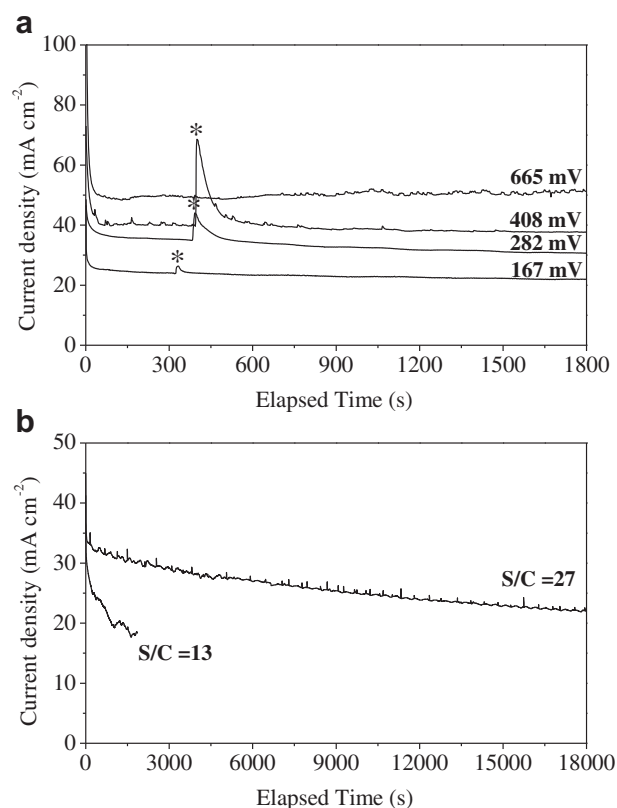 a
100
80
60
40
20
0
Current density (mA cm⁻²)
*
*
*
665 mV
408 mV
282 mV
167 mV
0 300 600 900 1200 1500 1800
Elapsed Time (s)
b
50
40
30
20
10
0
Current density (mA cm⁻²)
S/C =27
S/C =13
0 3000 6000 9000 12000 15000 18000
Elapsed Time (s)